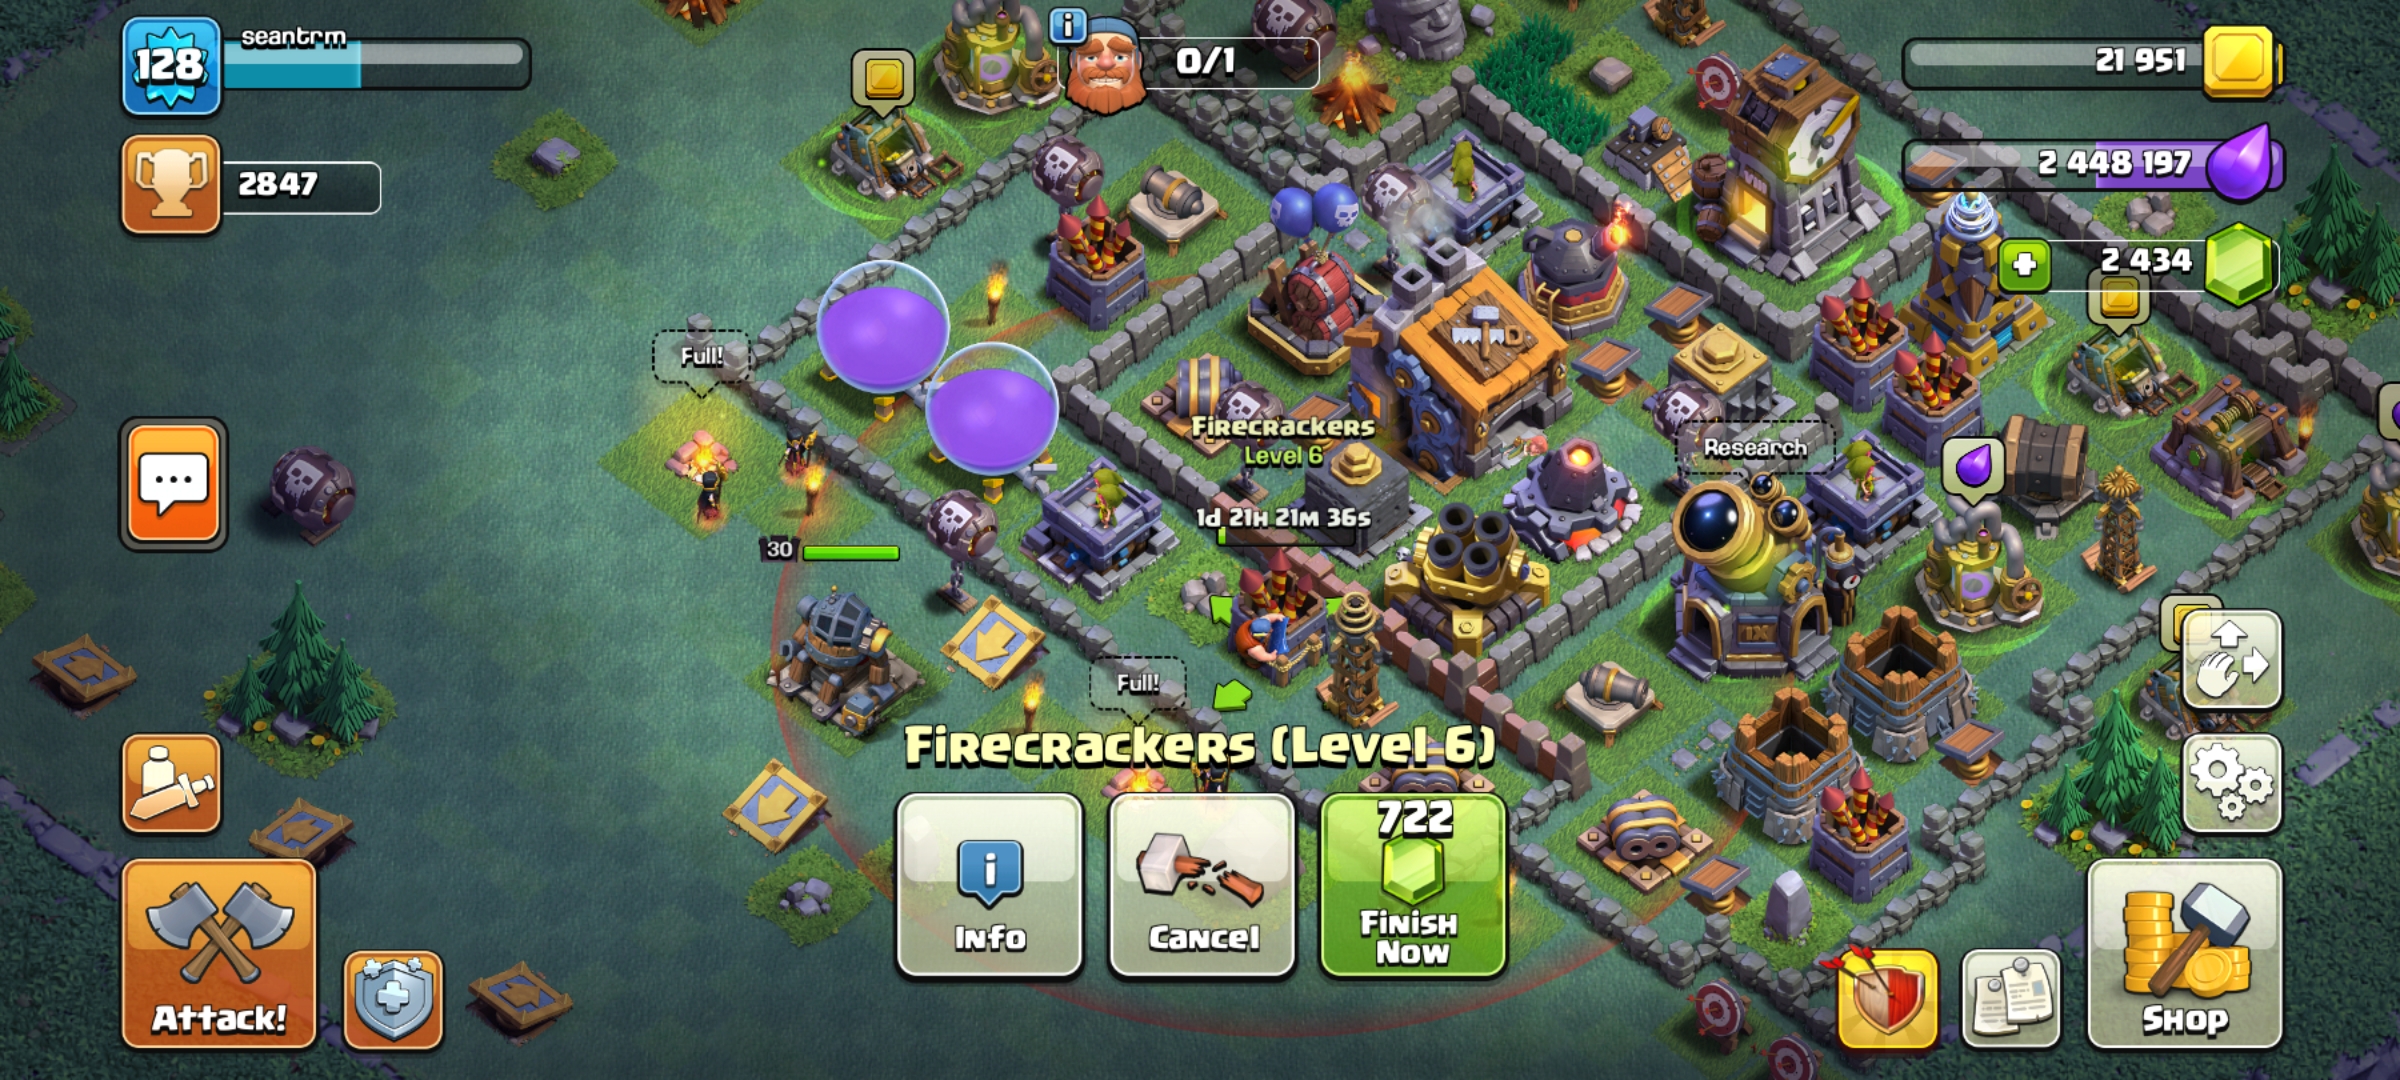 128
seantrm
0/1
21 951
2847
2 448 197
2 434
Full!
Firecrackers
Level 6
Research
1d 21h 21m 36s
30
Full!
Firecrackers (Level 6)
Info
Cancel
722
Finish
Now
Attack!
Shop